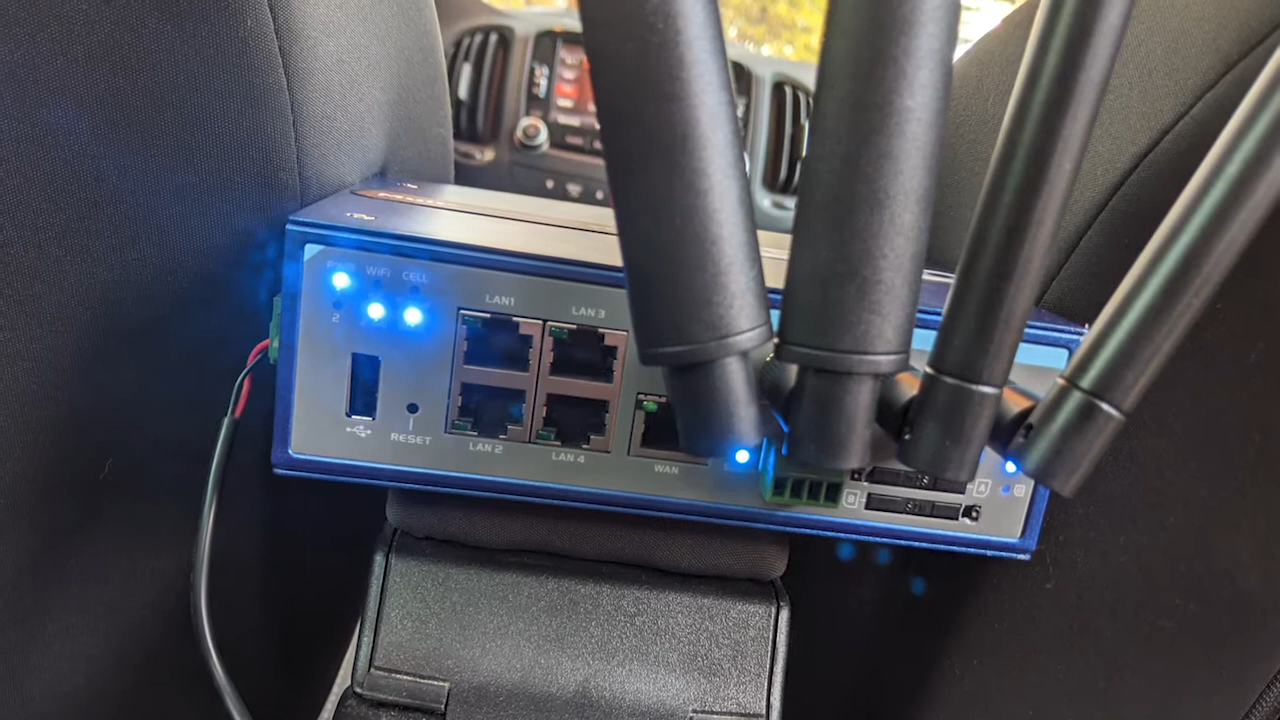 WiFi CELL
2
LAN1
LAN 3
RESET
LAN 2
LAN 4
WAN
A
B